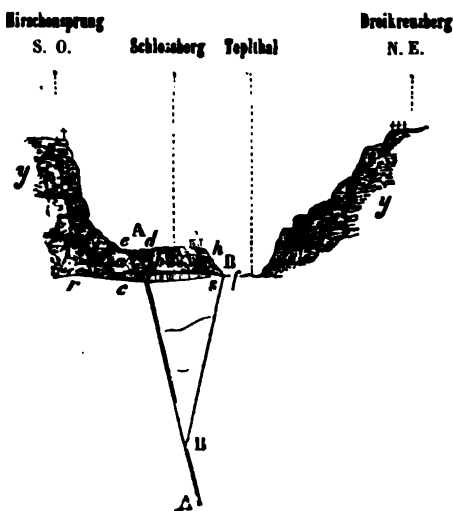 Hirschensprung Dreikreuzberg
S. O. Schlossberg Teplthal N. E.
y
y
A
e d
h
B
r c s f
B
A